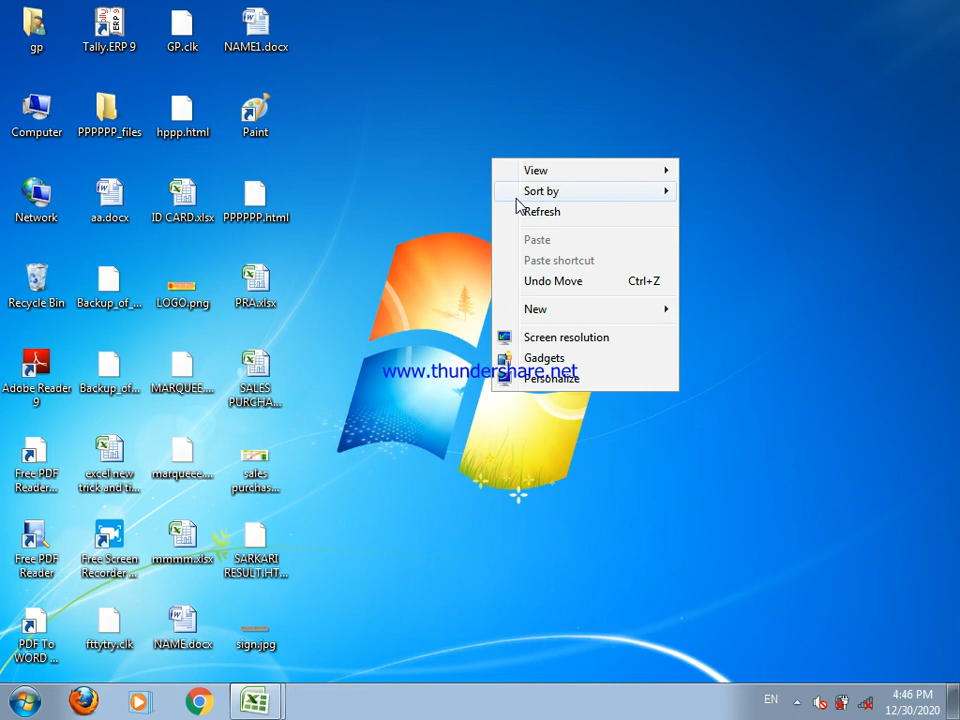 gp
Tally.ERP 9
GP.clk
NAME1.docx
Computer
PPPPPP_files
hppp.html
Paint
Network
aa.docx
ID CARD.xlsx
PPPPPP.html
Recycle Bin
Backup_of_...
LOGO.png
PRA.xlsx
Adobe Reader
9
Backup_of...
MARQUEE....
SALES
PURCHA...
Free PDF
Reader...
excel new
trick and ti...
marqueee....
sales
purchas...
Free PDF
Reader
Free Screen
Recorder ...
mmmm.xlsx
SARKARI
RESULT.HT...
PDF To
WORD ...
fttytry.clk
NAME.docx
sign.jpg
View
Sort by
Refresh
Paste
Paste shortcut
Undo Move Ctrl+Z
New
Screen resolution
Gadgets
www.thundershare.net
Personalize
EN
4:46 PM
12/30/2020